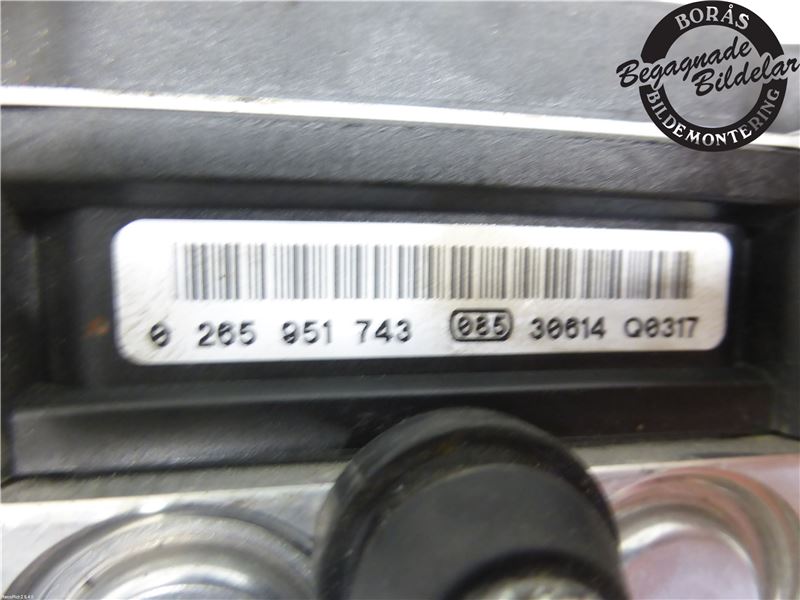 BORÅS
Begagnade
Bildelar
BILDEMONTERING
0 265 951 743 085 30614 Q0317